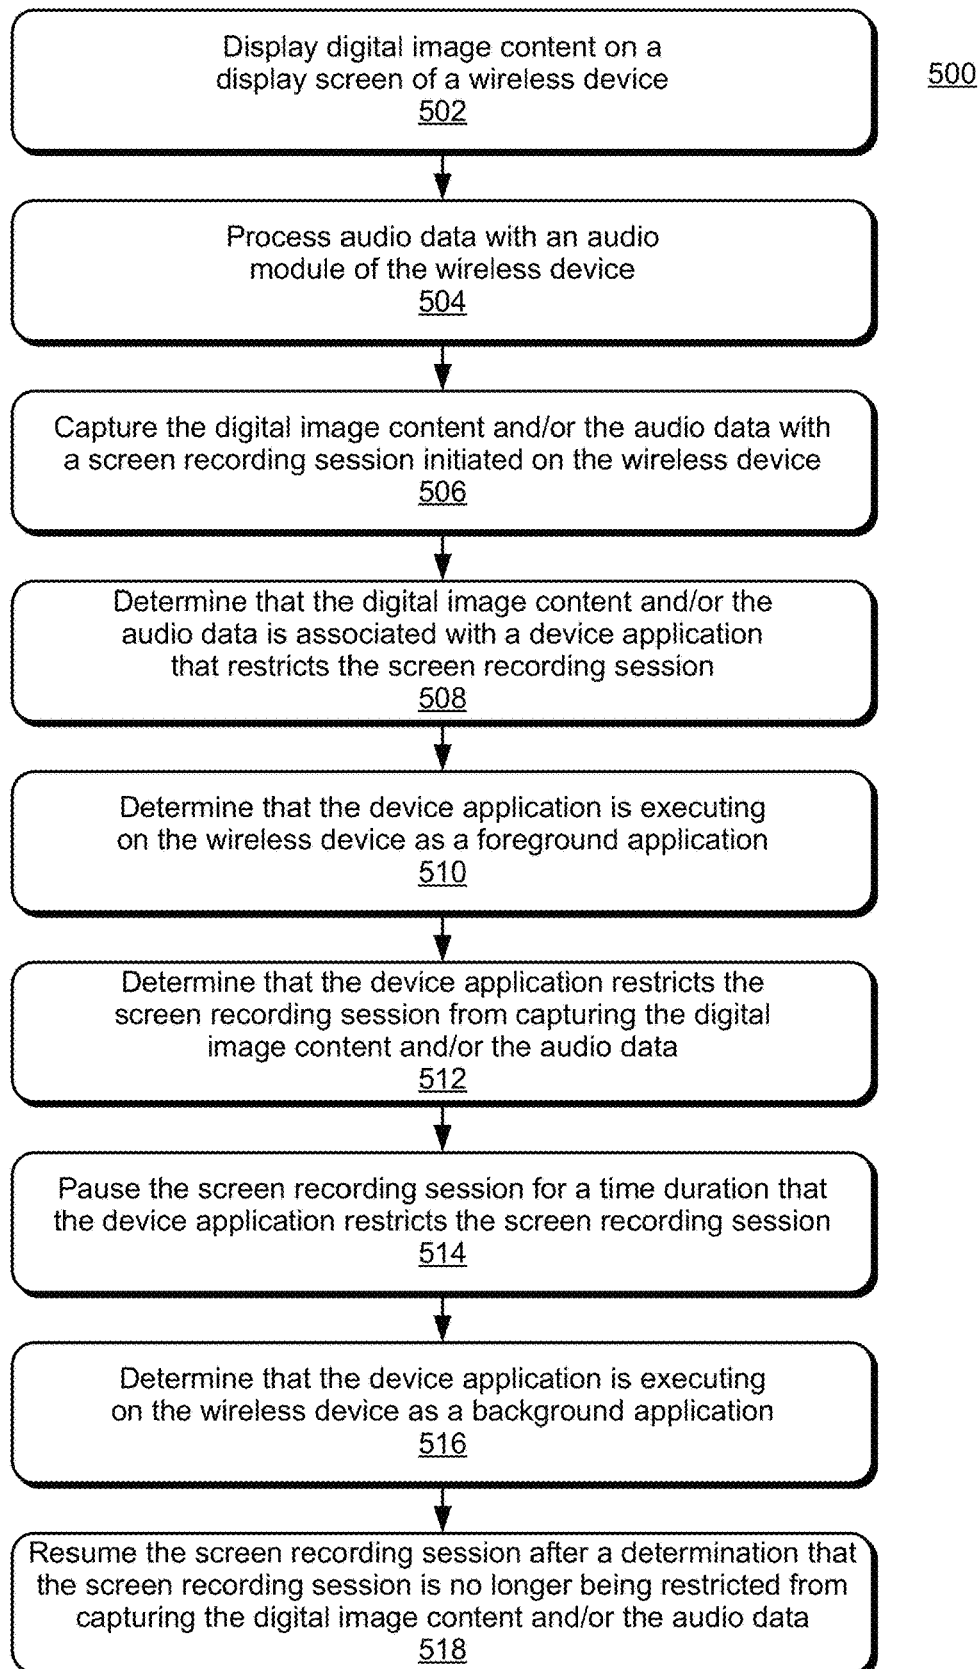 Display digital image content on a
display screen of a wireless device
502
500
Process audio data with an audio
module of the wireless device
504
Capture the digital image content and/or the audio data with
a screen recording session initiated on the wireless device
506
Determine that the digital image content and/or the
audio data is associated with a device application
that restricts the screen recording session
508
Determine that the device application is executing
on the wireless device as a foreground application
510
Determine that the device application restricts the
screen recording session from capturing the digital
image content and/or the audio data
512
Pause the screen recording session for a time duration that
the device application restricts the screen recording session
514
Determine that the device application is executing
on the wireless device as a background application
516
Resume the screen recording session after a determination that
the screen recording session is no longer being restricted from
capturing the digital image content and/or the audio data
518